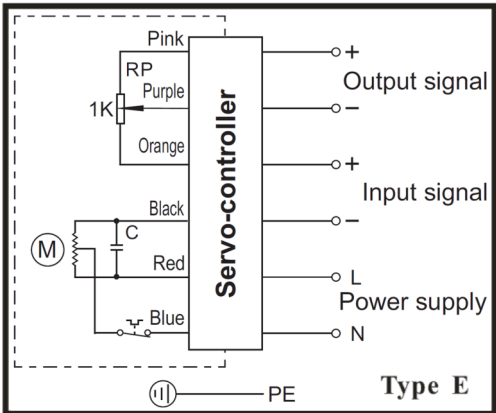 Pink
RP
Purple
1K
Orange
Black
C
M
Red
Blue
Servo-controller
+
Output signal
−
+
Input signal
−
L
Power supply
N
PE
Type E